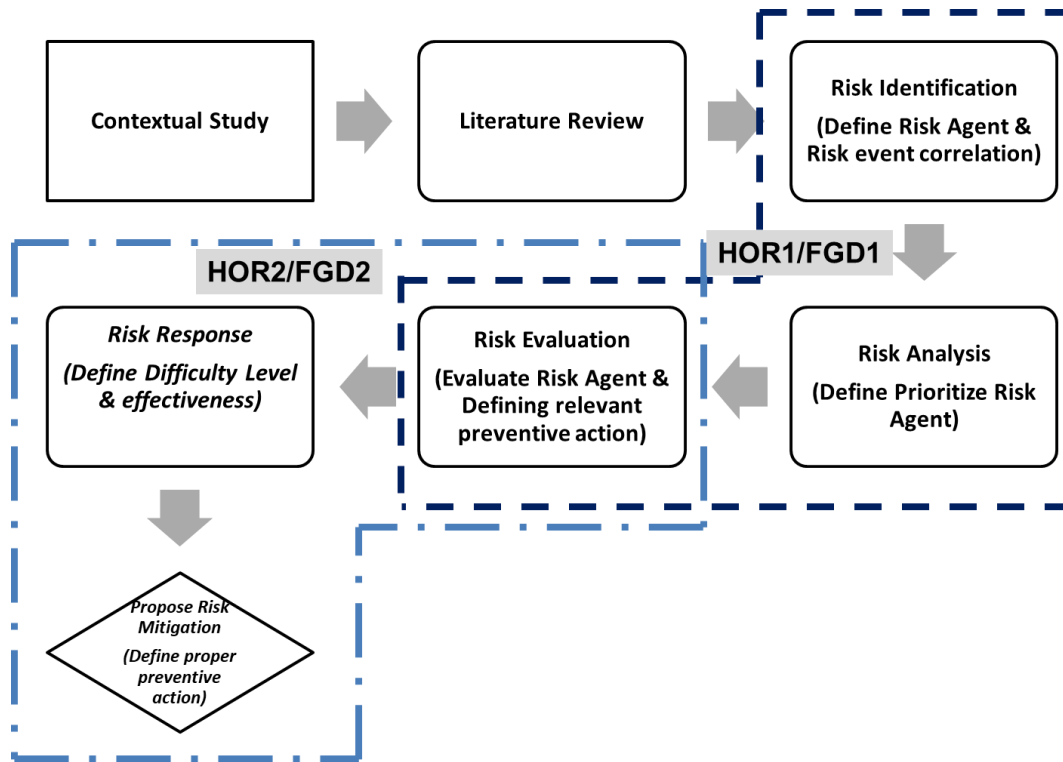 Contextual Study
Literature Review
Risk Identification
(Define Risk Agent &
Risk event correlation)
HOR1/FGD1
HOR2/FGD2
Risk Response
(Define Difficulty Level
& effectiveness)
Risk Evaluation
(Evaluate Risk Agent &
Defining relevant
preventive action)
Risk Analysis
(Define Prioritize Risk
Agent)
Propose Risk
Mitigation
(Define proper
preventive
action)